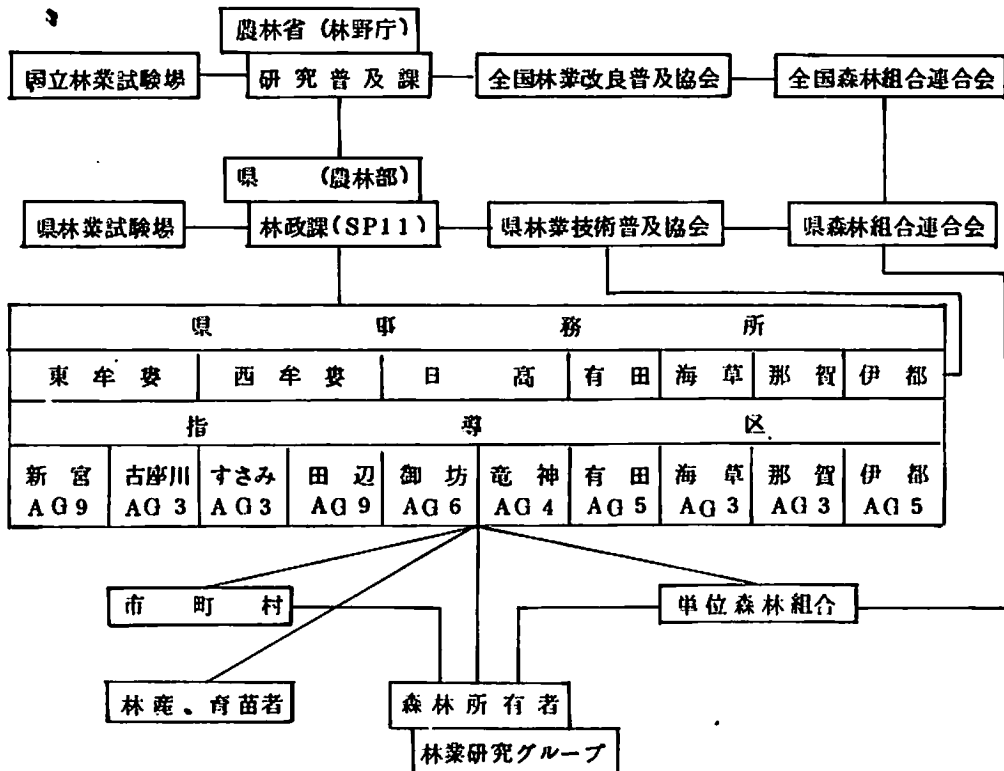 農林省(林野庁)
国立林業試験場 研究普及課 全国林業改良普及協会 全国森林組合連合会
県 (農林部)
県林業試験場 林政課(SP11) 県林業技術普及協会 県森林組合連合会
県事務所
東牟婁 西牟婁 日高 有田 海草 那賀 伊都
指導区
新宮 古座川 すさみ 田辺 御坊 竜神 有田 海草 那賀 伊都
AG9 AG3 AG3 AG9 AG6 AG4 AG5 AG3 AG3 AG5
市町村 単位森林組合
林産、育苗者 森林所有者
林業研究グループ